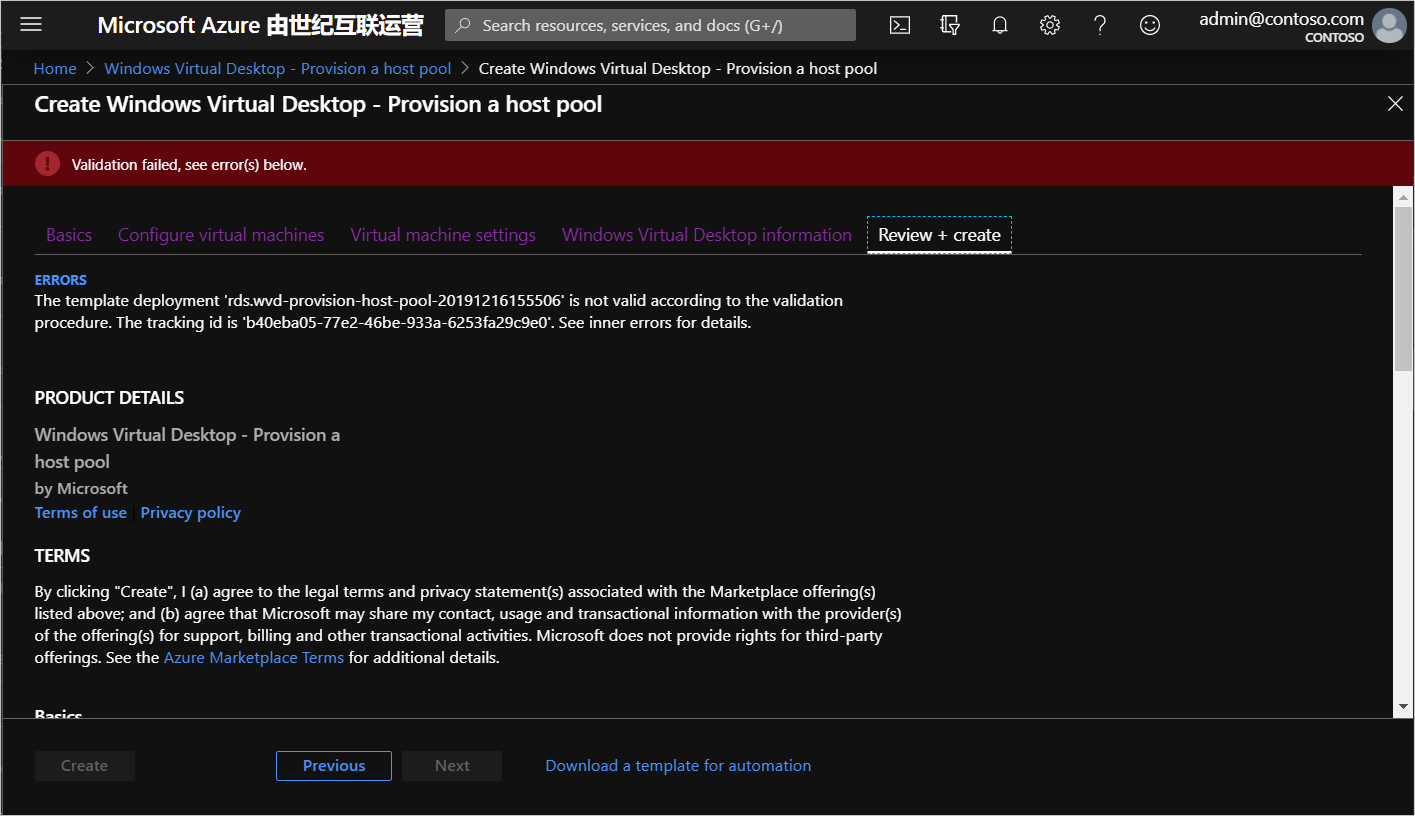 Microsoft Azure 由世纪互联运营
Search resources, services, and docs (G+/)
admin@contoso.com
CONTOSO
Home > Windows Virtual Desktop - Provision a host pool > Create Windows Virtual Desktop - Provision a host pool
Create Windows Virtual Desktop - Provision a host pool
Validation failed, see error(s) below.
Basics Configure virtual machines Virtual machine settings Windows Virtual Desktop information Review + create
ERRORS
The template deployment 'rds.wvd-provision-host-pool-20191216155506' is not valid according to the validation
procedure. The tracking id is 'b40eba05-77e2-46be-933a-6253fa29c9e0'. See inner errors for details.
PRODUCT DETAILS
Windows Virtual Desktop - Provision a
host pool
by Microsoft
Terms of use | Privacy policy
TERMS
By clicking "Create", I (a) agree to the legal terms and privacy statement(s) associated with the Marketplace offering(s)
listed above; and (b) agree that Microsoft may share my contact, usage and transactional information with the provider(s)
of the offering(s) for support, billing and other transactional activities. Microsoft does not provide rights for third-party
offerings. See the Azure Marketplace Terms for additional details.
Basics
Create Previous Next Download a template for automation